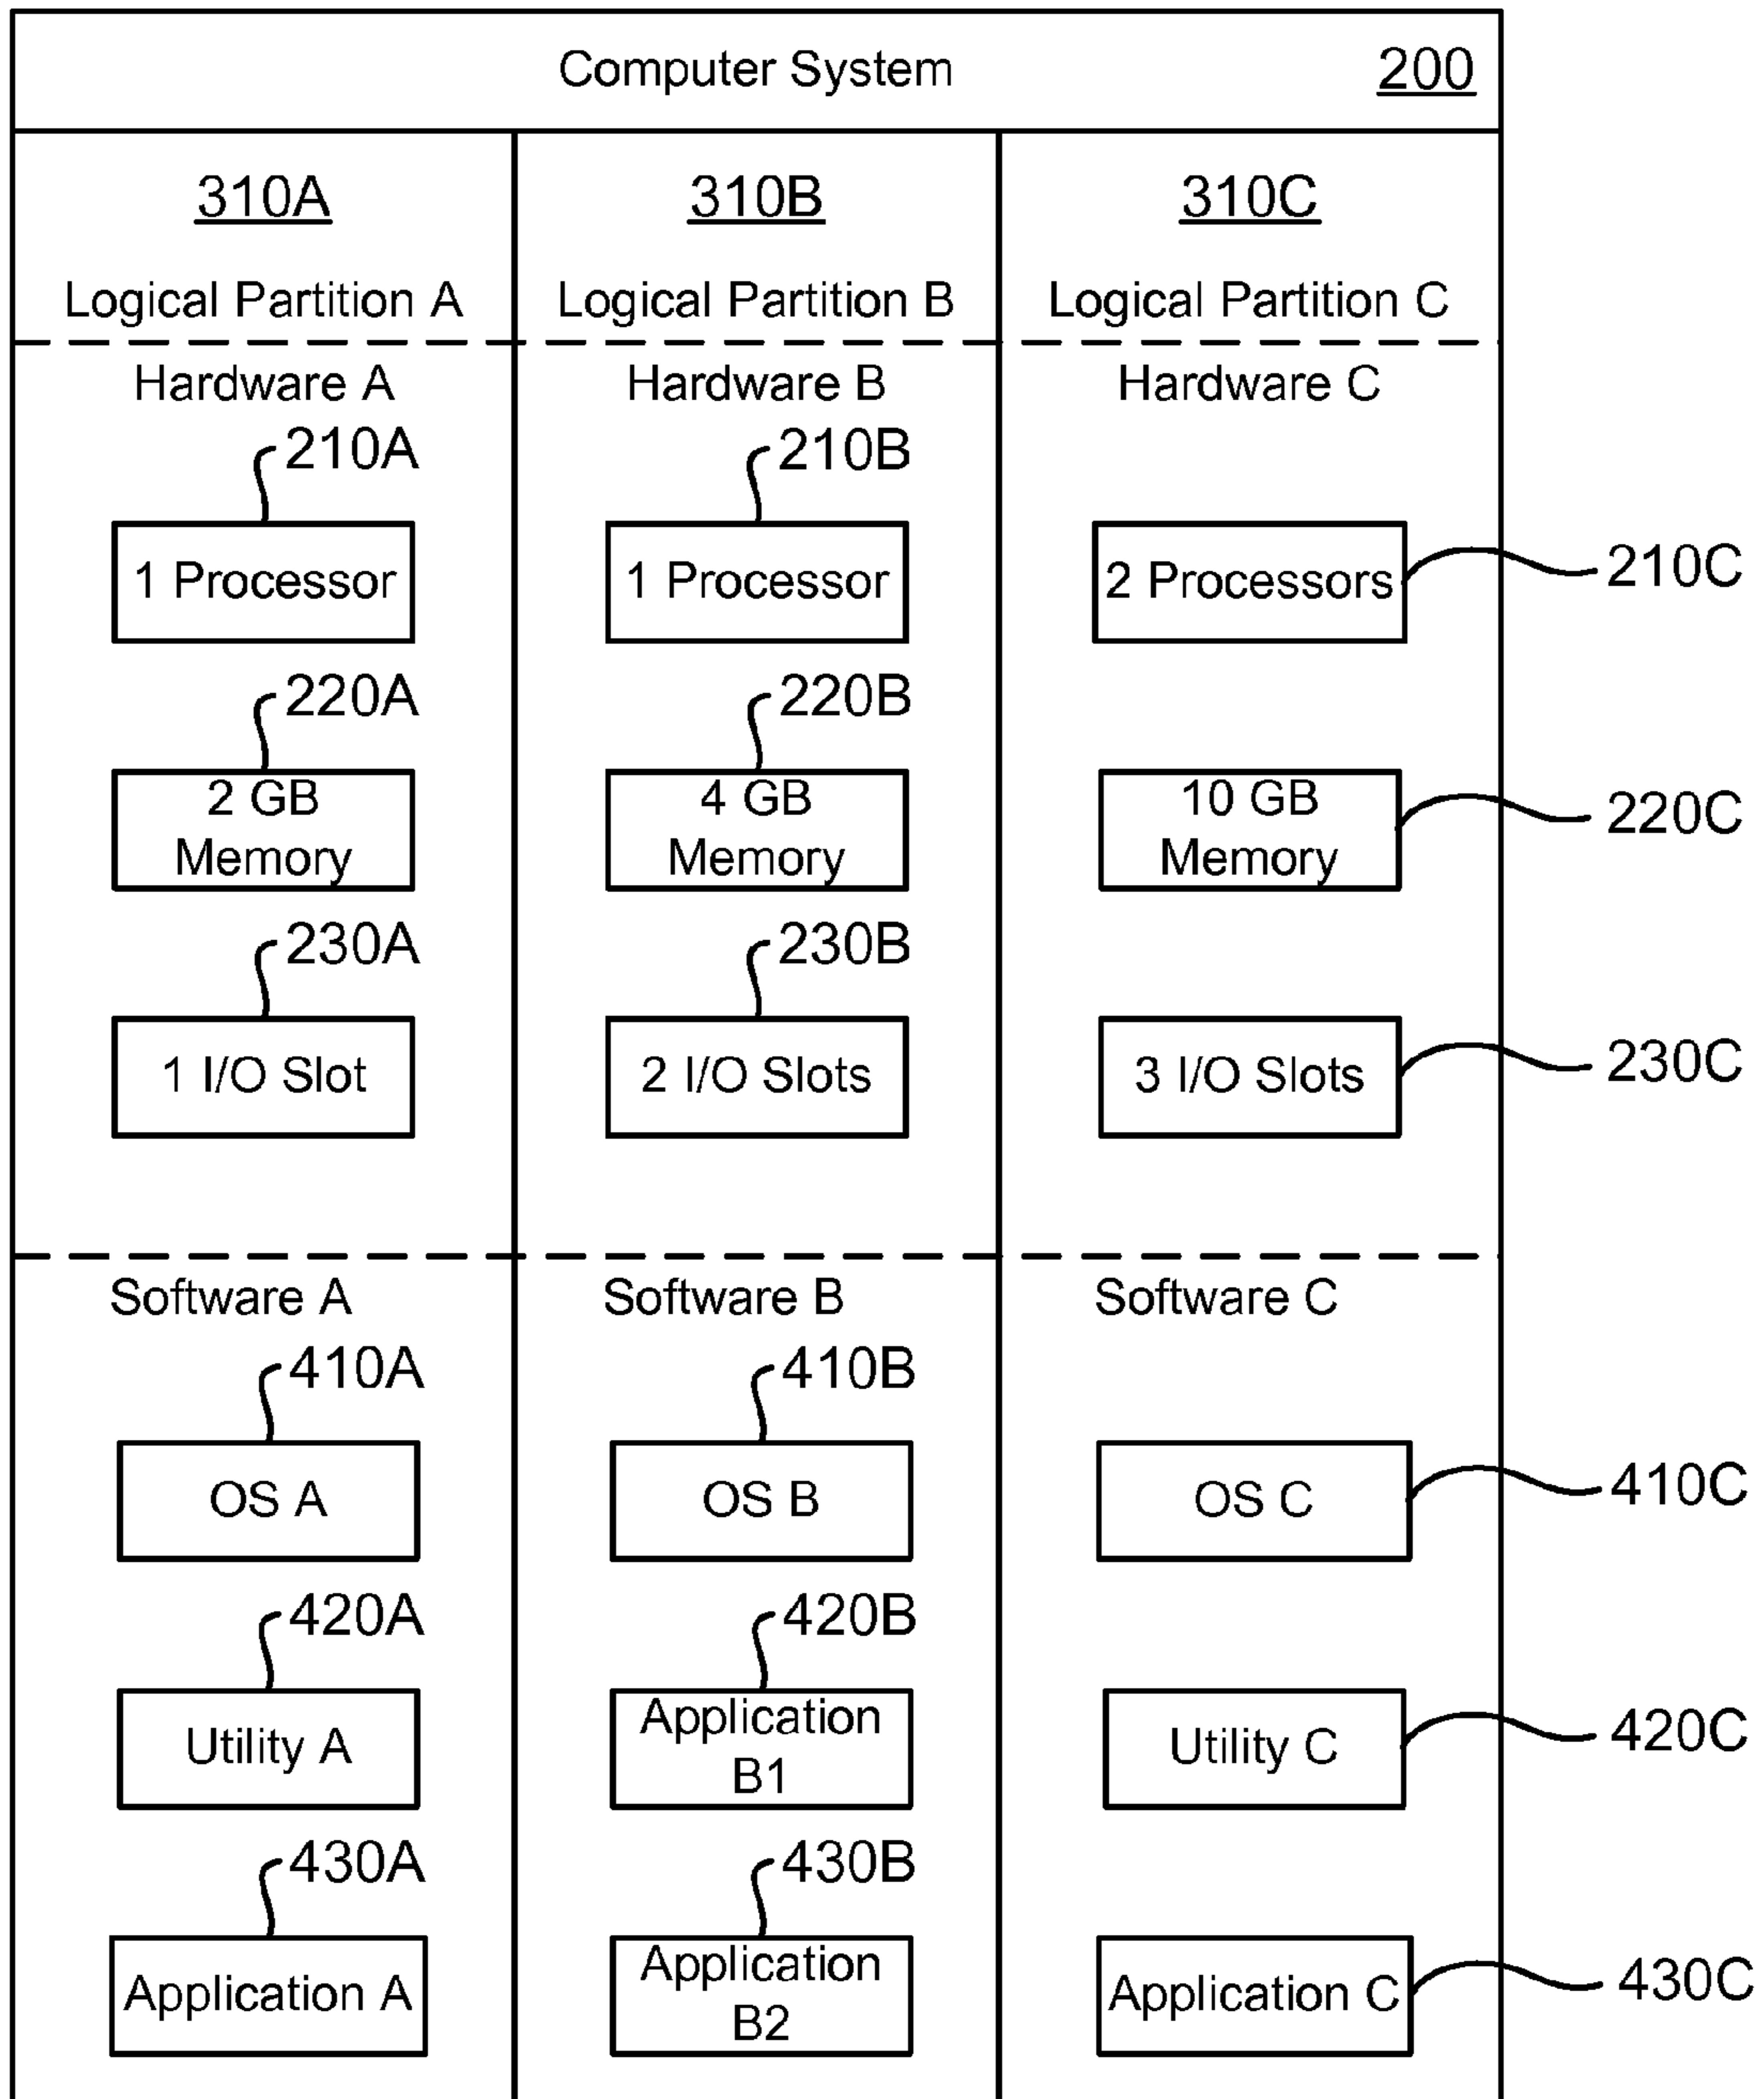 Computer System 200
310A 310B 310C
Logical Partition A Logical Partition B Logical Partition C
Hardware A Hardware B Hardware C
210A 210B
1 Processor 1 Processor 2 Processors 210C
220A 220B
2 GB 4 GB 10 GB
Memory Memory Memory 220C
230A 230B
1 I/O Slot 2 I/O Slots 3 I/O Slots 230C
Software A Software B Software C
410A 410B
OS A OS B OS C 410C
420A 420B
Utility A Application B1 Utility C 420C
430A 430B
Application A Application B2 Application C 430C